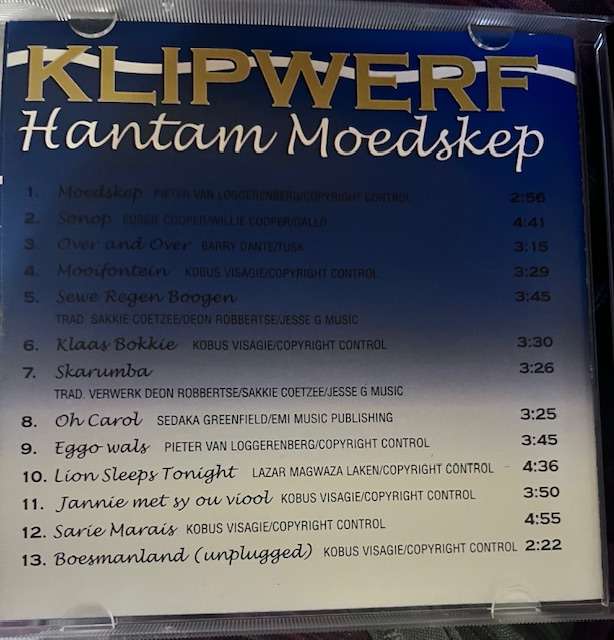 KLIPWERF
Hantam Moedskep
1. Moedskep PIETER VAN LOGGERENBERG/COPYRIGHT CONTROL 2:56
2. Sonop BOBBIE COOPER/WILLIE COOPER/GALLO 4:41
3. Over and Over BARRY DANTE/TUSK 3:15
4. Mooifontein KOBUS VISAGIE/COPYRIGHT CONTROL 3:29
5. Sewe Regen Boogen 3:45
TRAD. SAKKIE COETZEE/DEON ROBBERTSE/JESSE G MUSIC
6. Klaas Bokkie KOBUS VISAGIE/COPYRIGHT CONTROL 3:30
7. Skarumba 3:26
TRAD. VERWERK DEON ROBBERTSE/SAKKIE COETZEE/JESSE G MUSIC
8. Oh Carol SEDAKA GREENFIELD/EMI MUSIC PUBLISHING 3:25
9. Eggo wals PIETER VAN LOGGERENBERG/COPYRIGHT CONTROL 3:45
10. Lion Sleeps Tonight LAZAR MAGWAZA LAKEN/COPYRIGHT CONTROL 4:36
11. Jannie met sy ou viool KOBUS VISAGIE/COPYRIGHT CONTROL 3:50
12. Sarie Marais KOBUS VISAGIE/COPYRIGHT CONTROL 4:55
13. Boesmanland (unplugged) KOBUS VISAGIE/COPYRIGHT CONTROL 2:22